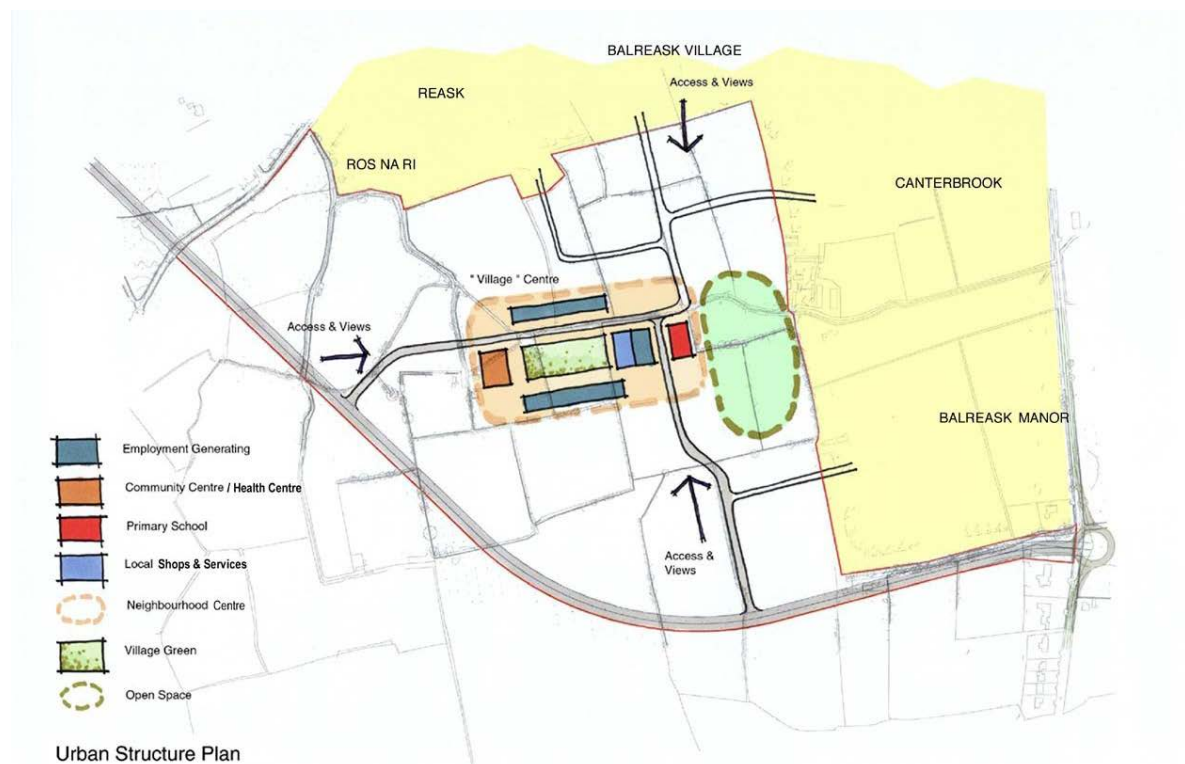 BALREASK VILLAGE
Access & Views
REASK
ROS NA RI
CANTERBROOK
" Village " Centre
Access & Views
BALREASK MANOR
Employment Generating
Community Centre / Health Centre
Primary School
Local Shops & Services
Neighbourhood Centre
Village Green
Open Space
Access &
Views
Urban Structure Plan